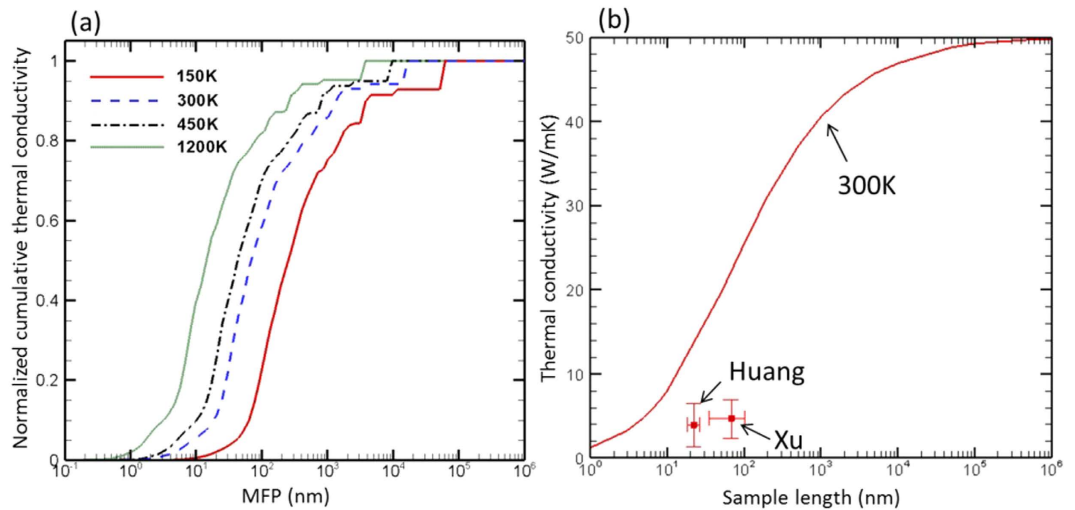 (a)
Normalized cumulative thermal conductivity
1
0.8
0.6
0.4
0.2
0
150K
300K
450K
1200K
10-1 100 101 102 103 104 105 106
MFP (nm)
(b)
Thermal conductivity (W/mK)
50
40
30
20
10
0
300K
Huang
Xu
100 101 102 103 104 105 106
Sample length (nm)